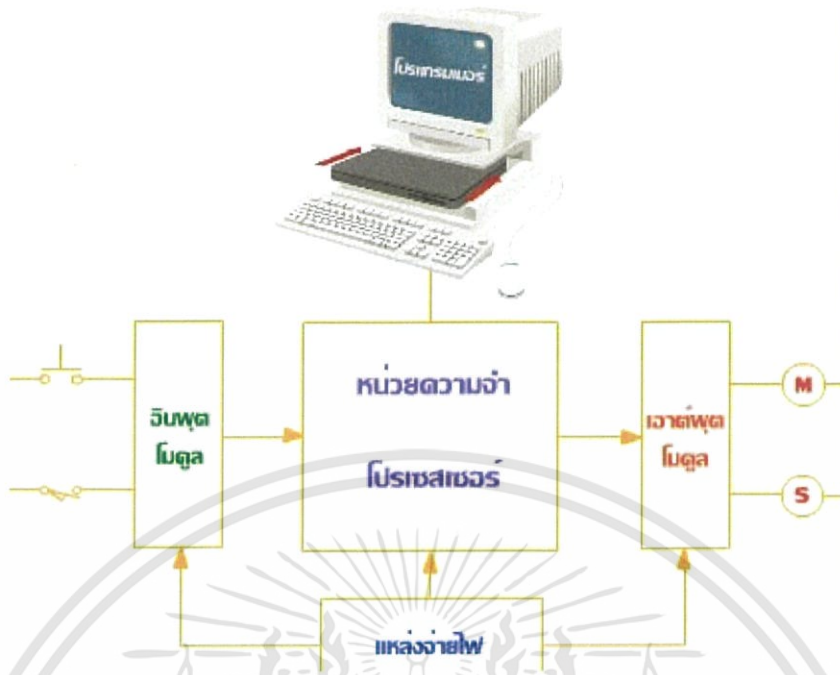 โปรแกรมเมอร์
หน่วยความจำ
โปรเซสเซอร์
อินพุต
โมดูล
เอาต์พุต
โมดูล
M
S
แหล่งจ่ายไฟ